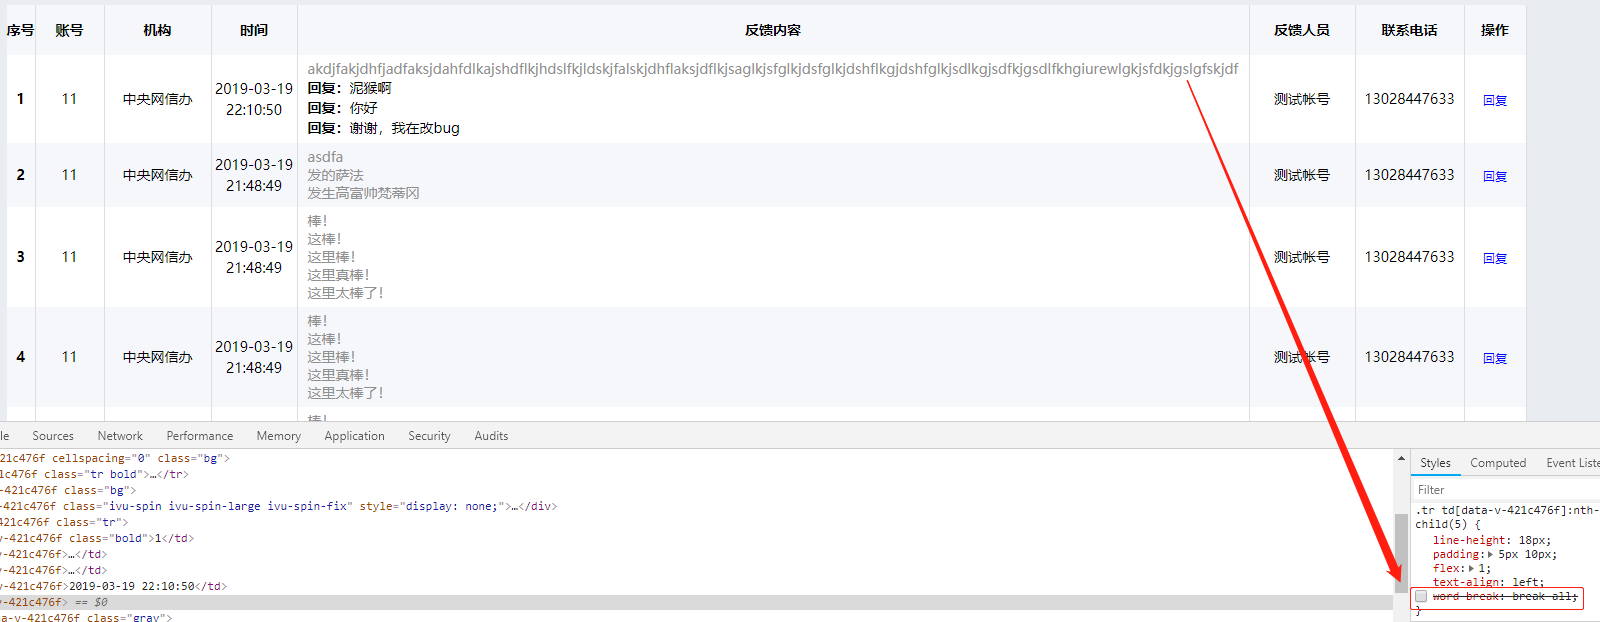 序号 账号 机构 时间 反馈内容 反馈人员 联系电话 操作
1 11 中央网信办 2019-03-19 22:10:50 测试帐号 13028447633 回复
akdjfakjdhfjadfaksjdahfdlkajshdflkjhdslfkjldskjfalskjdhflaksjdflkjsaglkjsfglkjdsfglkjdshflkgjdshfglkjsdlkgjsdfkjgsdlfkhgiurewlgkjsfdkjgslgfskjdf
回复：泥猴啊
回复：你好
回复：谢谢，我在改bug
2 11 中央网信办 2019-03-19 21:48:49 测试帐号 13028447633 回复
asdfa
发的萨法
发生高富帅梵蒂冈
3 11 中央网信办 2019-03-19 21:48:49 测试帐号 13028447633 回复
棒！
这棒！
这里棒！
这里真棒！
这里太棒了！
4 11 中央网信办 2019-03-19 21:48:49 测试帐号 13028447633 回复
棒！
这棒！
这里棒！
这里真棒！
这里太棒了！
棒！
le Sources Network Performance Memory Application Security Audits
21c476f cellspacing="0" class="bg">
1c476f class="tr bold">…</tr>
-421c476f class="bg">
421c476f class="ivu-spin ivu-spin-large ivu-spin-fix" style="display: none;">…</div>
421c476f class="tr">
v-421c476f class="bold">1</td>
v-421c476f>…</td>
v-421c476f>…</td>
v-421c476f>2019-03-19 22:10:50</td>
v-421c476f> == $0
a-v-421c476f class="gray">
Styles Computed Event Liste
Filter
.tr td[data-v-421c476f]:nth-
child(5) {
line-height: 18px;
padding: 5px 10px;
flex: 1;
text-align: left;
word-break: break-all;
}